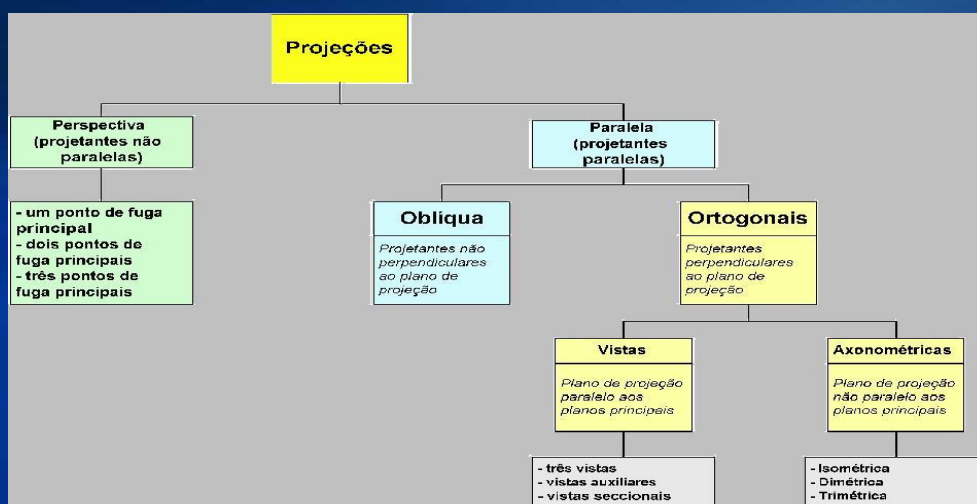 Projeções
Perspectiva
(projetantes não
paralelas)
Paralela
(projetantes
paralelas)
- um ponto de fuga
principal
- dois pontos de
fuga principais
- três pontos de
fuga principais
Oblíqua
Projetantes não
perpendiculares
ao plano de
projeção
Ortogonais
Projetantes
perpendiculares
ao plano de
projeção
Vistas
Plano de projeção
paralelo aos
planos principais
Axonométricas
Plano de projeção
não paralelo aos
planos principais
- três vistas
- vistas auxiliares
- vistas seccionais
- Isométrica
- Dimétrica
- Trimétrica